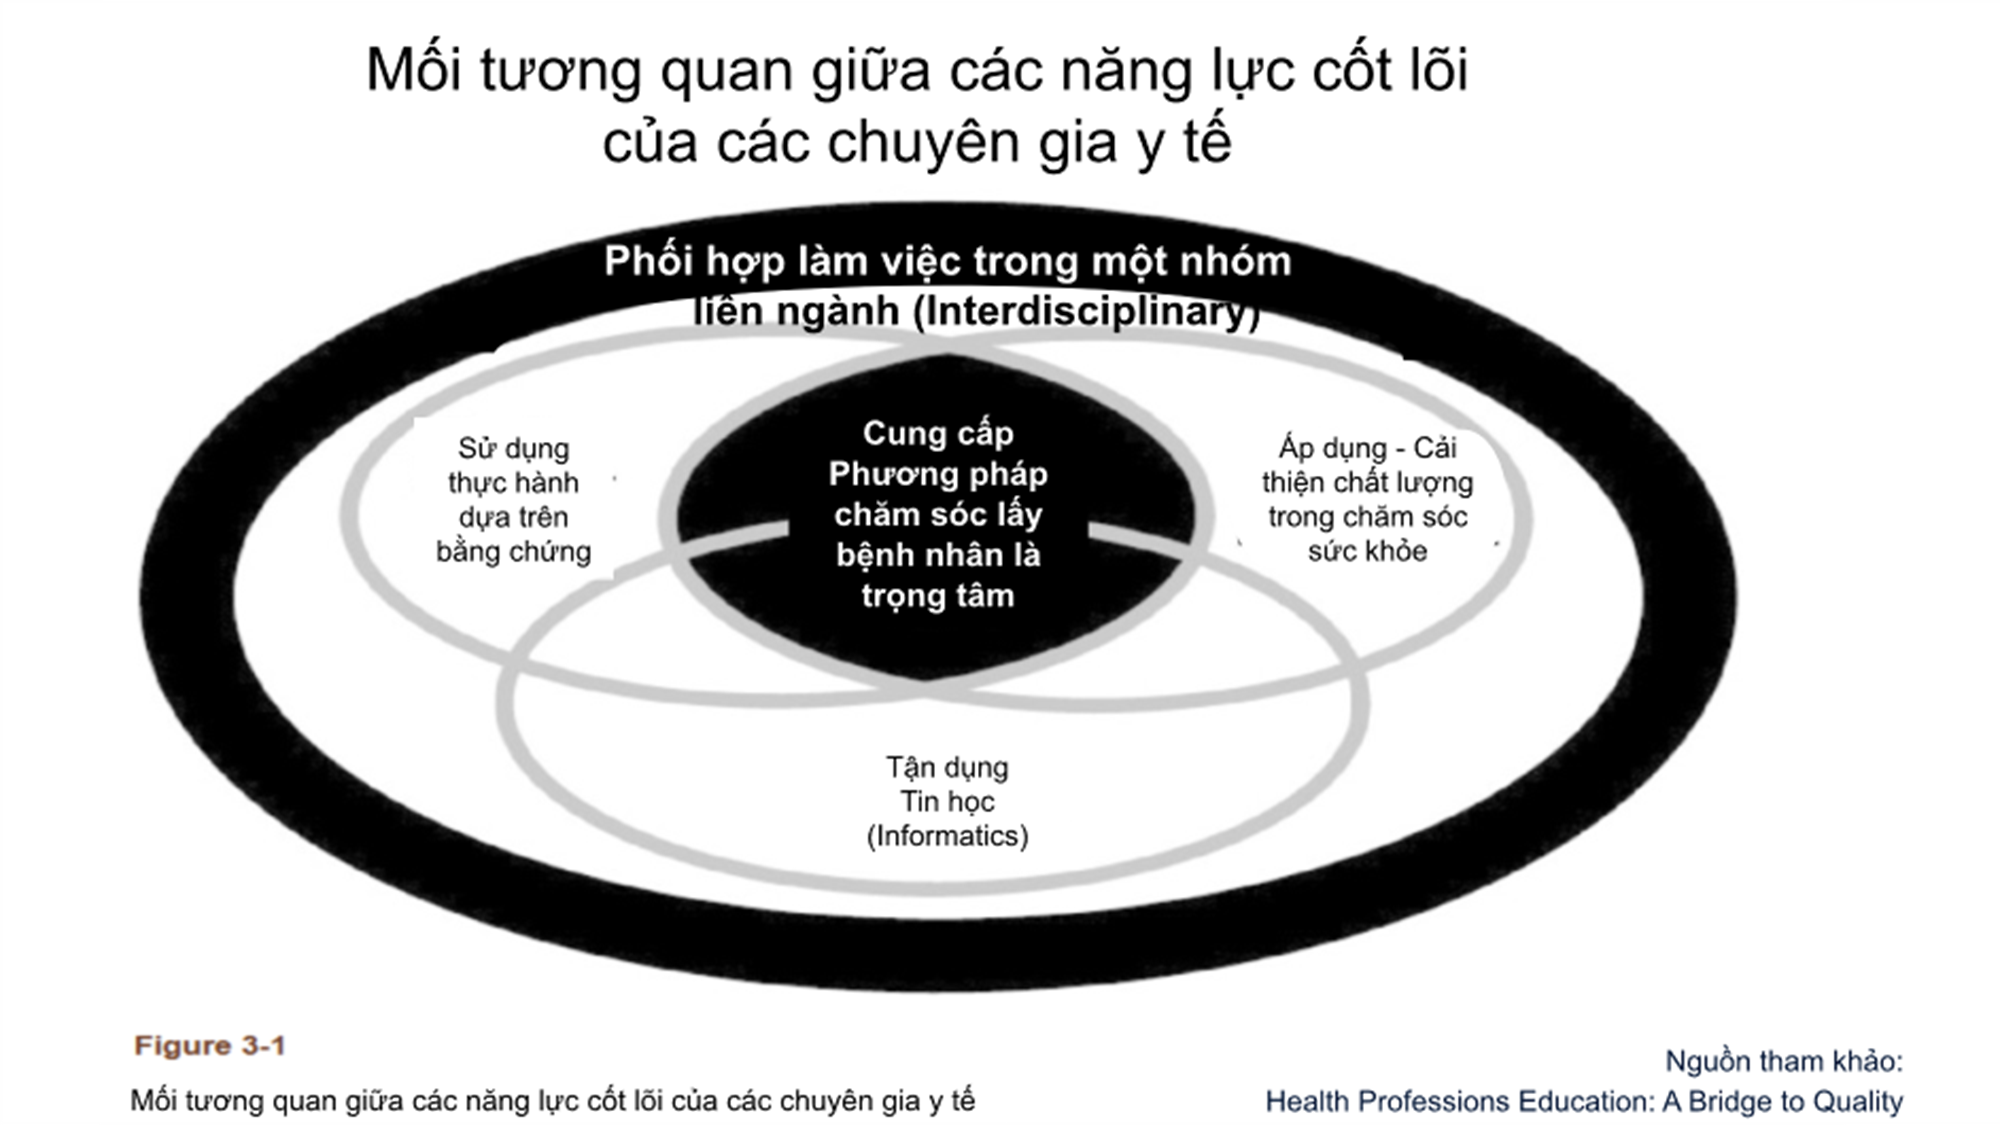 Mối tương quan giữa các năng lực cốt lõi
của các chuyên gia y tế
Phối hợp làm việc trong một nhóm
liên ngành (Interdisciplinary)
Sử dụng
thực hành
dựa trên
bằng chứng
Cung cấp
Phương pháp
chăm sóc lấy
bệnh nhân là
trọng tâm
Áp dụng - Cải
thiện chất lượng
trong chăm sóc
sức khỏe
Tận dụng
Tin học
(Informatics)
Figure 3-1
Mối tương quan giữa các năng lực cốt lõi của các chuyên gia y tế
Nguồn tham khảo:
Health Professions Education: A Bridge to Quality